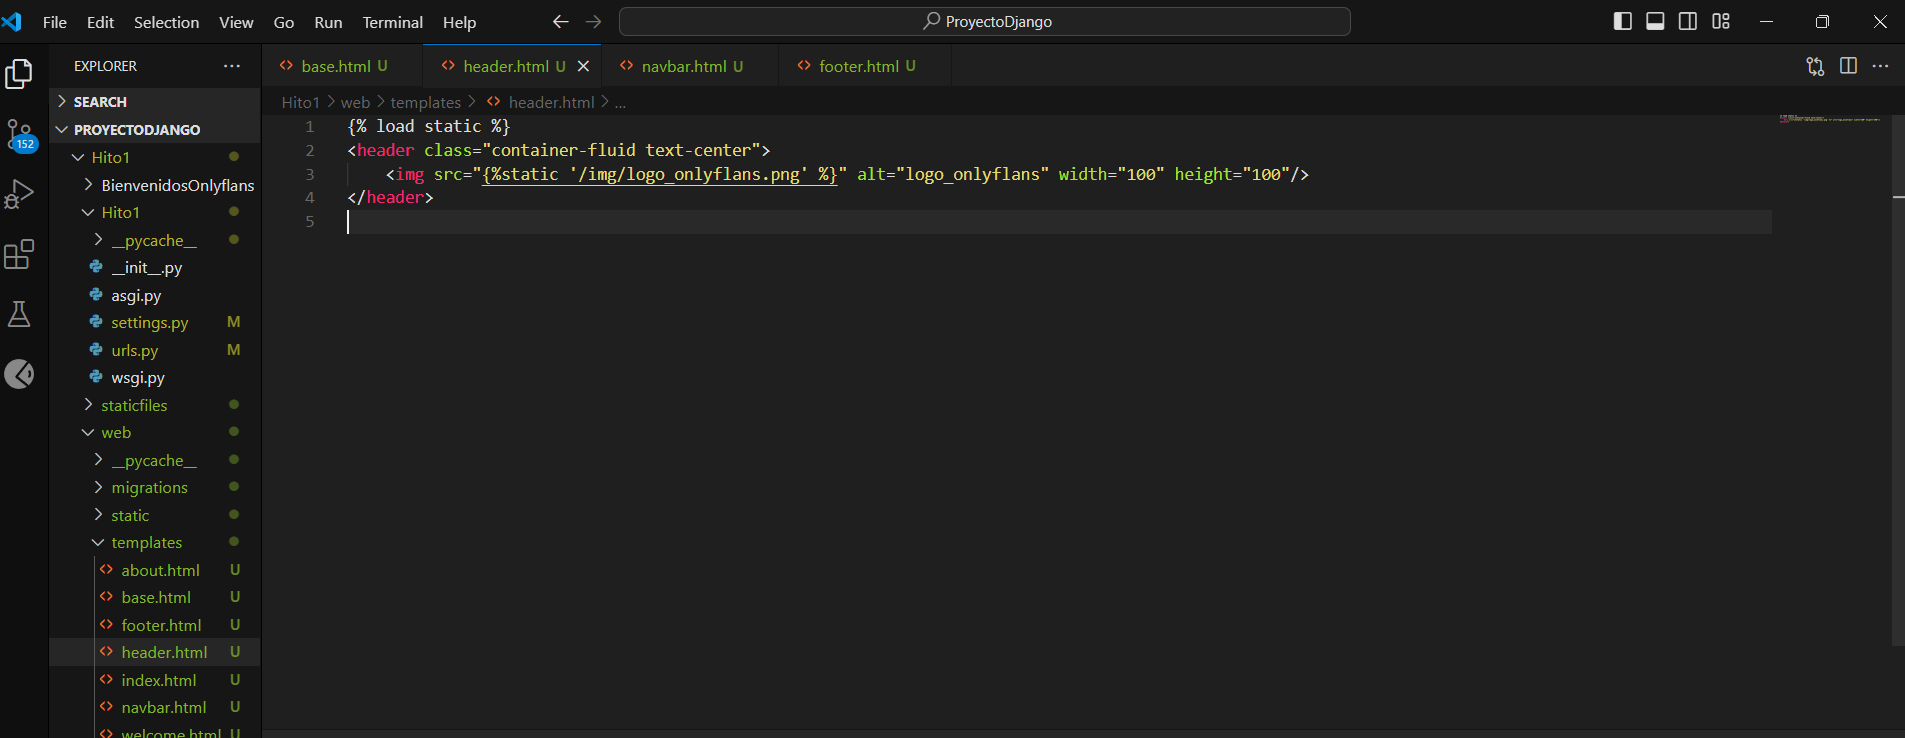 File Edit Selection View Go Run Terminal Help ProyectoDjango
EXPLORER
SEARCH
PROYECTODJANGO
Hito1
BienvenidosOnlyflans
Hito1
__pycache__
__init__.py
asgi.py
settings.py M
urls.py M
wsgi.py
staticfiles
web
__pycache__
migrations
static
templates
about.html U
base.html U
footer.html U
header.html U
index.html U
navbar.html U
welcome.html U
152
base.html U header.html U navbar.html U footer.html U
Hito1 > web > templates > header.html > ...
1 {% load static %}
2 <header class="container-fluid text-center">
3 <img src="{%static '/img/logo_onlyflans.png' %}" alt="logo_onlyflans" width="100" height="100"/>
4 </header>
5